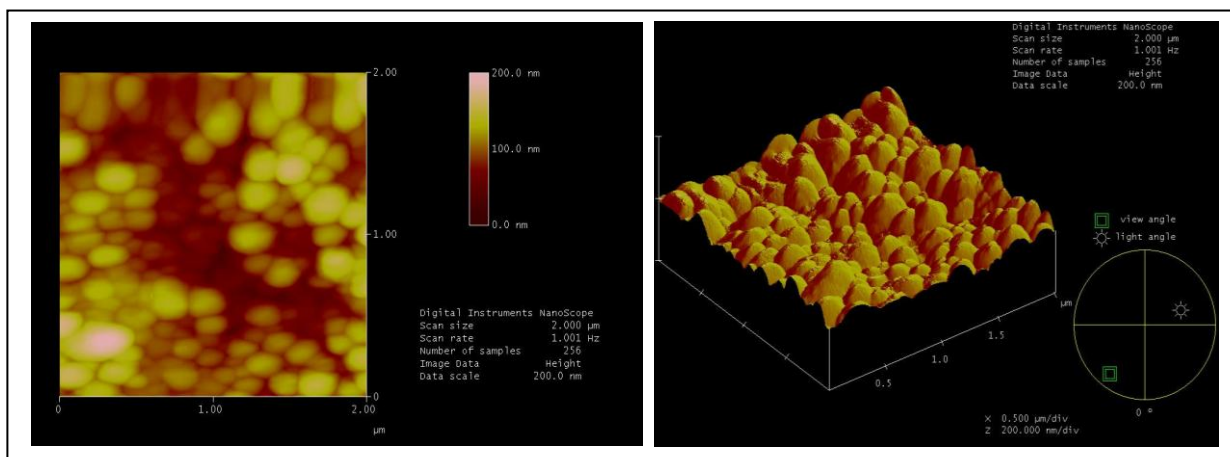 2.00
200.0 nm
100.0 nm
1.00
0.0 nm
Digital Instruments NanoScope
Scan size 2.000 µm
Scan rate 1.001 Hz
Number of samples 256
Image Data Height
Data scale 200.0 nm
0
0 1.00 2.00
µm
Digital Instruments NanoScope
Scan size 2.000 µm
Scan rate 1.001 Hz
Number of samples 256
Image Data Height
Data scale 200.0 nm
view angle
light angle
µm
1.5
1.0
0.5
X 0.500 µm/div
Z 200.000 nm/div
0 °